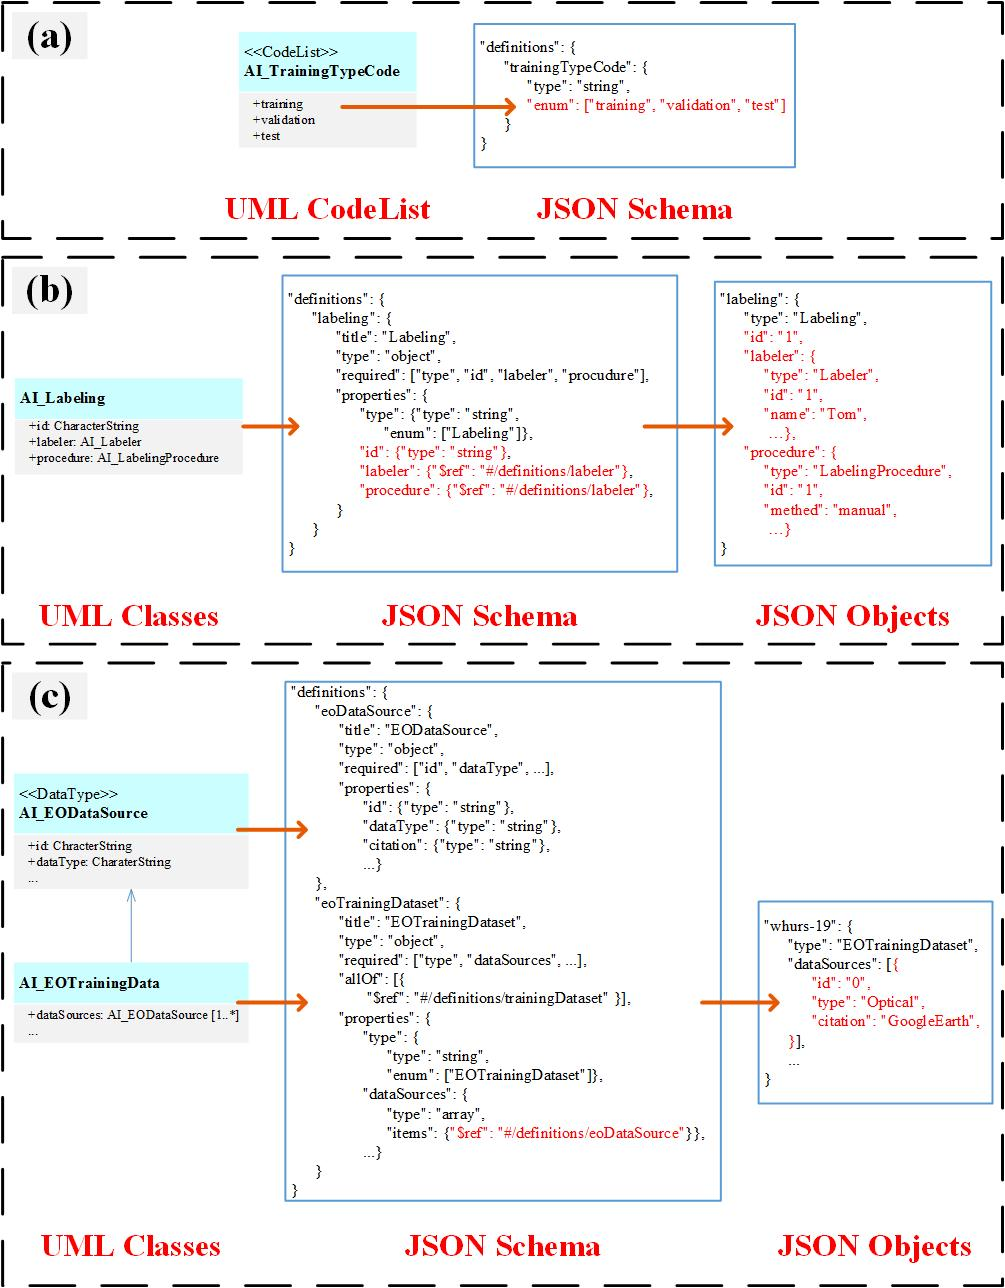 (a)
<<CodeList>>
AI_TrainingTypeCode
+training
+validation
+test
"definitions": {
"trainingTypeCode": {
"type": "string",
"enum": ["training", "validation", "test"]
}
}
UML CodeList
JSON Schema
(b)
AI_Labeling
+id: CharacterString
+labeler: AI_Labeler
+procedure: AI_LabelingProcedure
"definitions": {
"labeling": {
"title": "Labeling",
"type": "object",
"required": ["type", "id", "labeler", "procudure"],
"properties": {
"type": {"type": "string",
"enum": ["Labeling"]},
"id": {"type": "string"},
"labeler": {"$ref": "#/definitions/labeler"},
"procedure": {"$ref": "#/definitions/labeler"},
}
}
}
"labeling": {
"type": "Labeling",
"id": "1",
"labeler": {
"type": "Labeler",
"id": "1",
"name": "Tom",
...},
"procedure": {
"type": "LabelingProcedure",
"id": "1",
"methed": "manual",
...}
}
UML Classes
JSON Schema
JSON Objects
(c)
<<DataType>>
AI_EODataSource
+id: ChracterString
+dataType: CharaterString
...
AI_EOTrainingData
+dataSources: AI_EODataSource [1..*]
...
"definitions": {
"eoDataSource": {
"title": "EODataSource",
"type": "object",
"required": ["id", "dataType", ...],
"properties": {
"id": {"type": "string"},
"dataType": {"type": "string"},
"citation": {"type": "string"},
...}
},
"eoTrainingDataset": {
"title": "EOTrainingDataset",
"type": "object",
"required": ["type", "dataSources", ...],
"allOf": [{
"$ref": "#/definitions/trainingDataset" }],
"properties": {
"type": {
"type": "string",
"enum": ["EOTrainingDataset"]},
"dataSources": {
"type": "array",
"items": {"$ref": "#/definitions/eoDataSource"}},
...}
}
}
"whurs-19": {
"type": "EOTrainingDataset",
"dataSources": [{
"id": "0",
"type": "Optical",
"citation": "GoogleEarth",
}],
...
}
UML Classes
JSON Schema
JSON Objects